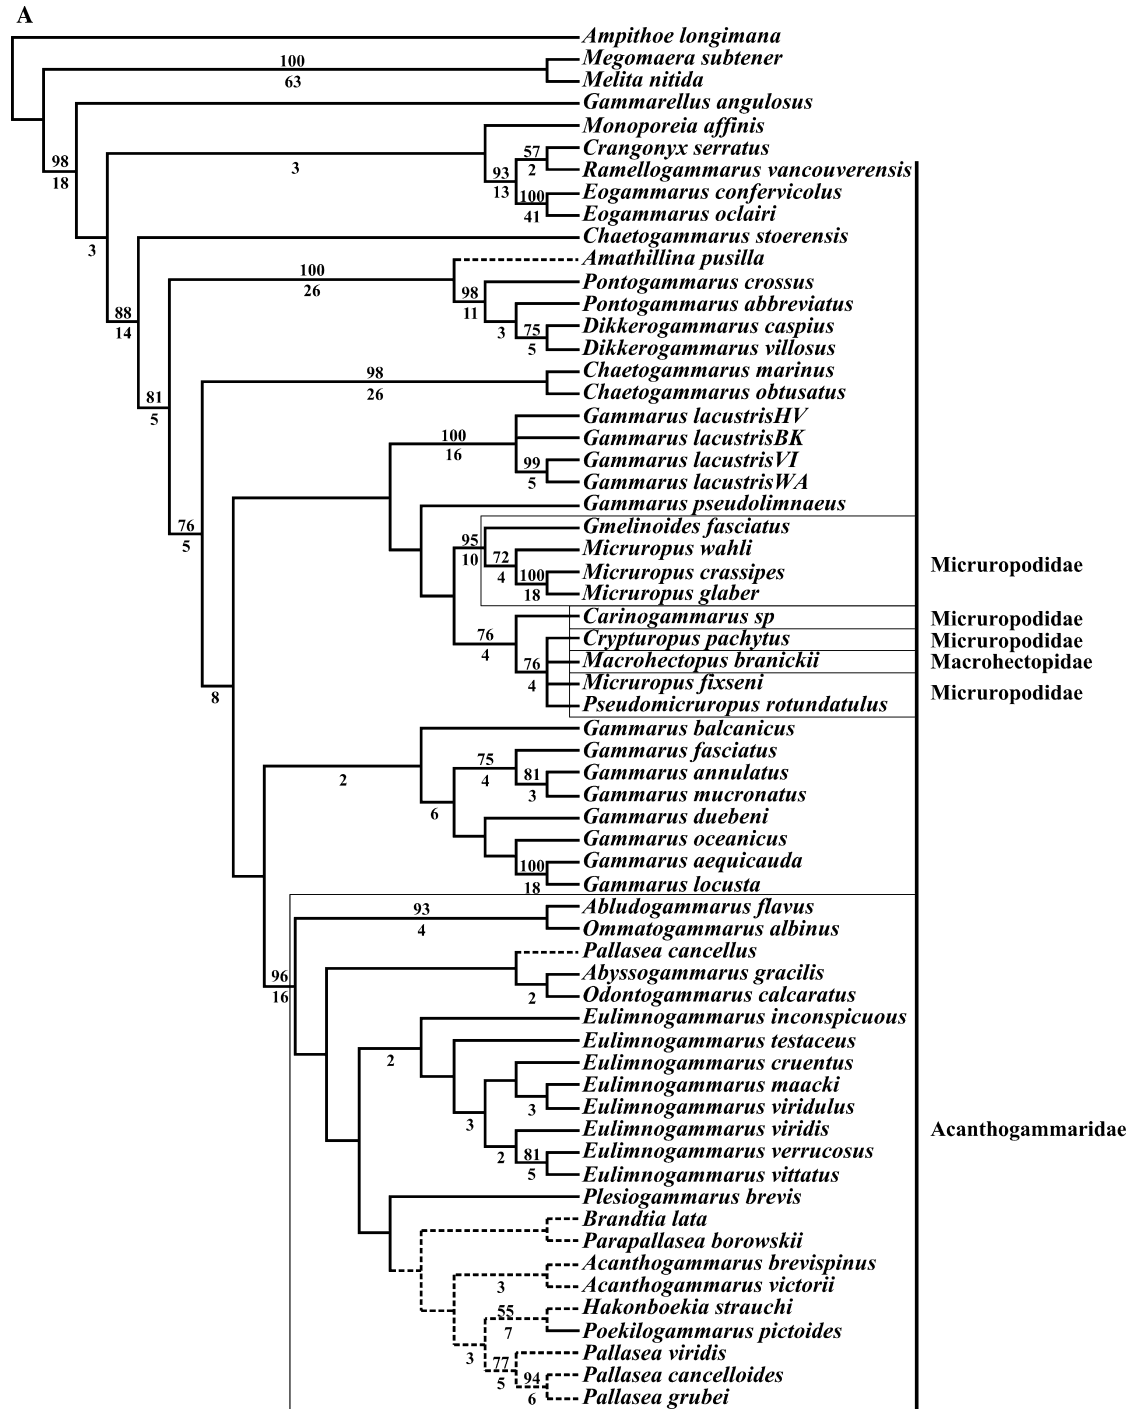 A
Ampithoe longimana
Megomaera subtener
100
63
Melita nitida
Gammarellus angulosus
Monoporeia affinis
Crangonyx serratus
57
98
3
93
2
Ramellogammarus vancouverensis
18
13
100
Eogammarus confervicolus
41
Eogammarus oclairi
Chaetogammarus stoerensis
3
Amathillina pusilla
100
26
98
Pontogammarus crossus
11
Pontogammarus abbreviatus
88
14
3
75
Dikkerogammarus caspius
5
Dikkerogammarus villosus
Chaetogammarus marinus
98
26
Chaetogammarus obtusatus
81
5
Gammarus lacustrisHV
100
Gammarus lacustrisBK
16
99
Gammarus lacustrisVI
5
Gammarus lacustrisWA
Gammarus pseudolimnaeus
76
5
Gmelinoides fasciatus
95
10
72
Micruropus wahli
4
100
Micruropus crassipes
Micruropodidae
18
Micruropus glaber
Carinogammarus sp
Micruropodidae
76
4
Crypturopus pachytus
Micruropodidae
76
Macrohectopus branickii
Macrohectopidae
4
Micruropus fixseni
Micruropodidae
8
Pseudomicruropus rotundatulus
Gammarus balcanicus
Gammarus fasciatus
75
2
4
81
Gammarus annulatus
3
Gammarus mucronatus
6
Gammarus duebeni
Gammarus oceanicus
100
Gammarus aequicauda
18
Gammarus locusta
Abludogammarus flavus
93
4
Ommatogammarus albinus
Pallasea cancellus
96
Abyssogammarus gracilis
16
2
Odontogammarus calcaratus
Eulimnogammarus inconspicuous
Eulimnogammarus testaceus
2
Eulimnogammarus cruentus
Eulimnogammarus maacki
3
Eulimnogammarus viridulus
3
Eulimnogammarus viridis
Acanthogammaridae
2
81
Eulimnogammarus verrucosus
5
Eulimnogammarus vittatus
Plesiogammarus brevis
Brandtia lata
Parapallasea borowskii
Acanthogammarus brevispinus
3
Acanthogammarus victorii
55
Hakonboekia strauchi
7
Poekilogammarus pictoides
3
77
Pallasea viridis
5
94
Pallasea cancelloides
6
Pallasea grubei